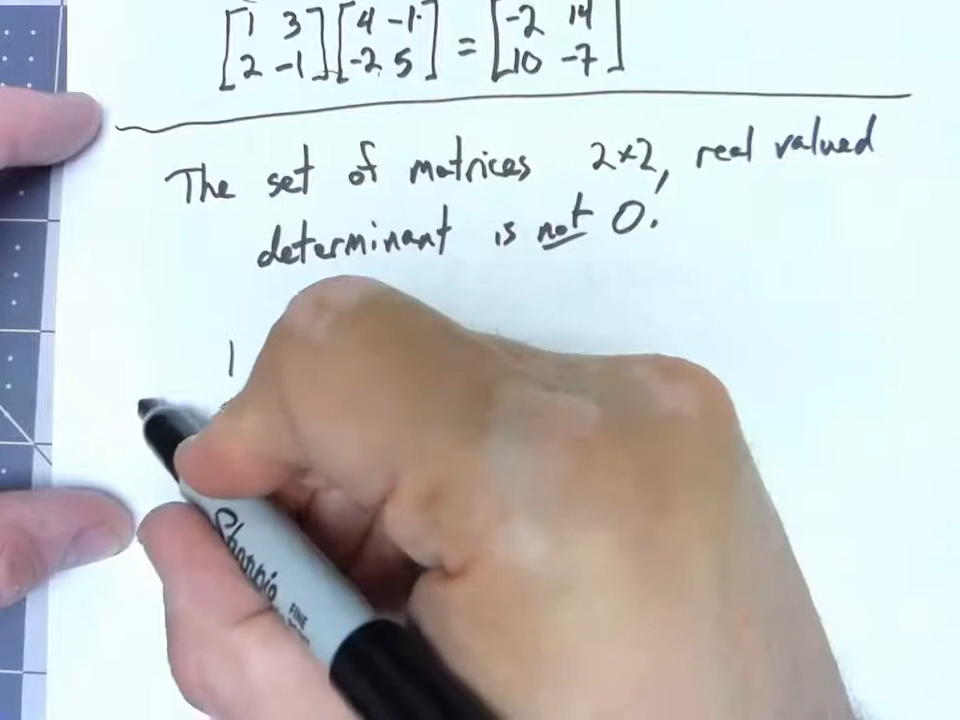 [1 3] [4 -1] = [-2 14]
[2 -1] [-2 5] [10 -7]
The set of matrices 2×2, real valued
determinant is not 0.
1
Sharpie
FINE